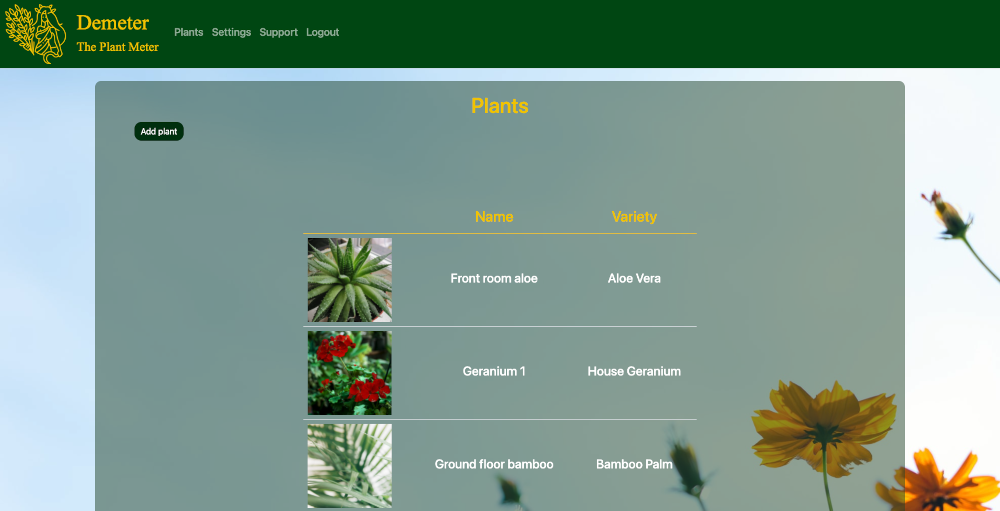 Demeter
The Plant Meter
Plants Settings Support Logout
Plants
Add plant
Name Variety
Front room aloe Aloe Vera
Geranium 1 House Geranium
Ground floor bamboo Bamboo Palm